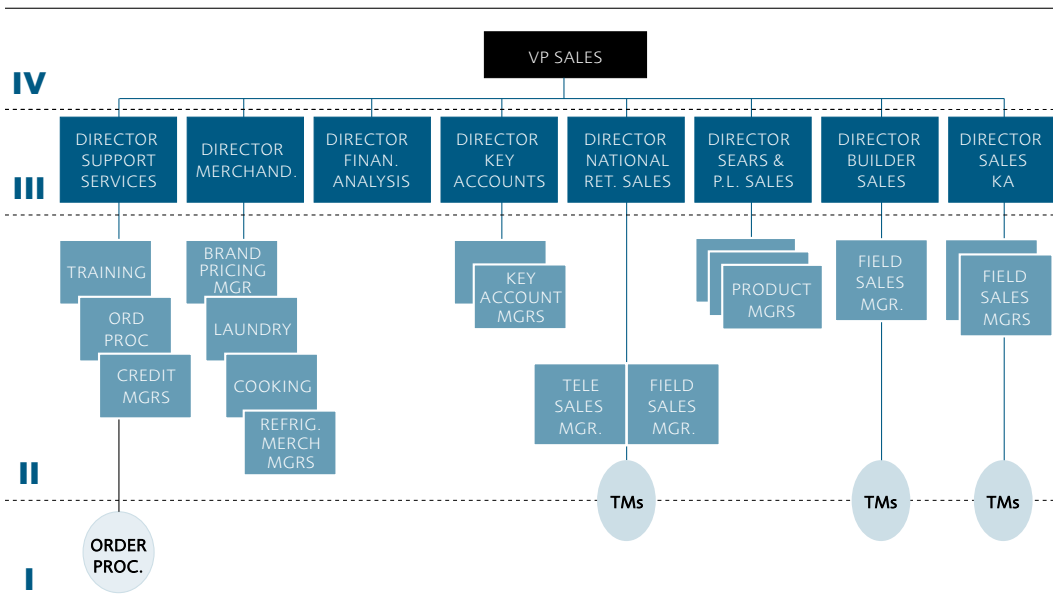 VP SALES
IV
DIRECTOR
SUPPORT
SERVICES
DIRECTOR
MERCHAND.
DIRECTOR
FINAN.
ANALYSIS
DIRECTOR
KEY
ACCOUNTS
DIRECTOR
NATIONAL
RET. SALES
DIRECTOR
SEARS &
P.L. SALES
DIRECTOR
BUILDER
SALES
DIRECTOR
SALES
KA
III
TRAINING
ORD
PROC
CREDIT
MGRS
BRAND
PRICING
MGR
LAUNDRY
COOKING
REFRIG.
MERCH
MGRS
KEY
ACCOUNT
MGRS
TELE
SALES
MGR.
FIELD
SALES
MGR.
PRODUCT
MGRS
FIELD
SALES
MGR.
FIELD
SALES
MGRS
II
TMs
TMs
TMs
ORDER
PROC.
I